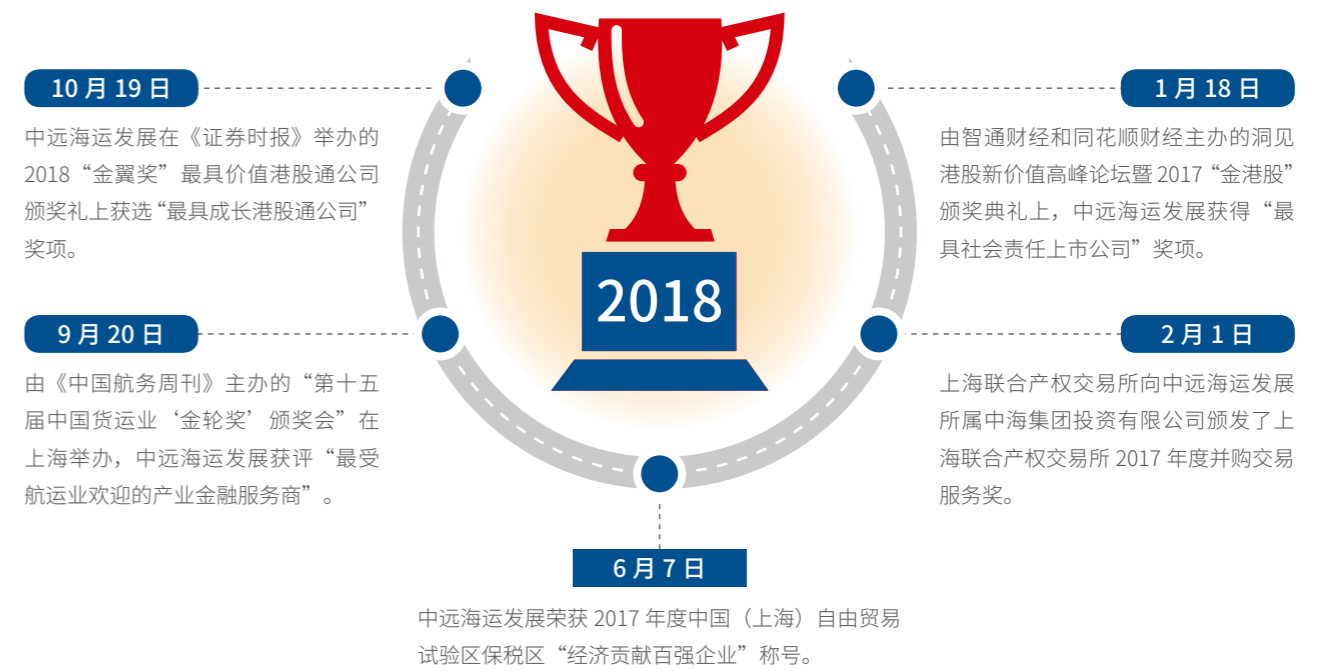 2018
1 月 18 日
由智通财经和同花顺财经主办的洞见
港股新价值高峰论坛暨 2017 “金港股”
颁奖典礼上，中远海运发展获得“最
具社会责任上市公司”奖项。
2 月 1 日
上海联合产权交易所向中远海运发展
所属中海集团投资有限公司颁发了上
海联合产权交易所 2017 年度并购交易
服务奖。
6 月 7 日
中远海运发展荣获 2017 年度中国（上海）自由贸易
试验区保税区“经济贡献百强企业”称号。
9 月 20 日
由《中国航务周刊》主办的“第十五
届中国货运业‘金轮奖’颁奖会”在
上海举办，中远海运发展获评“最受
航运业欢迎的产业金融服务商”。
10 月 19 日
中远海运发展在《证券时报》举办的
2018“金翼奖”最具价值港股通公司
颁奖礼上获选“最具成长港股通公司”
奖项。